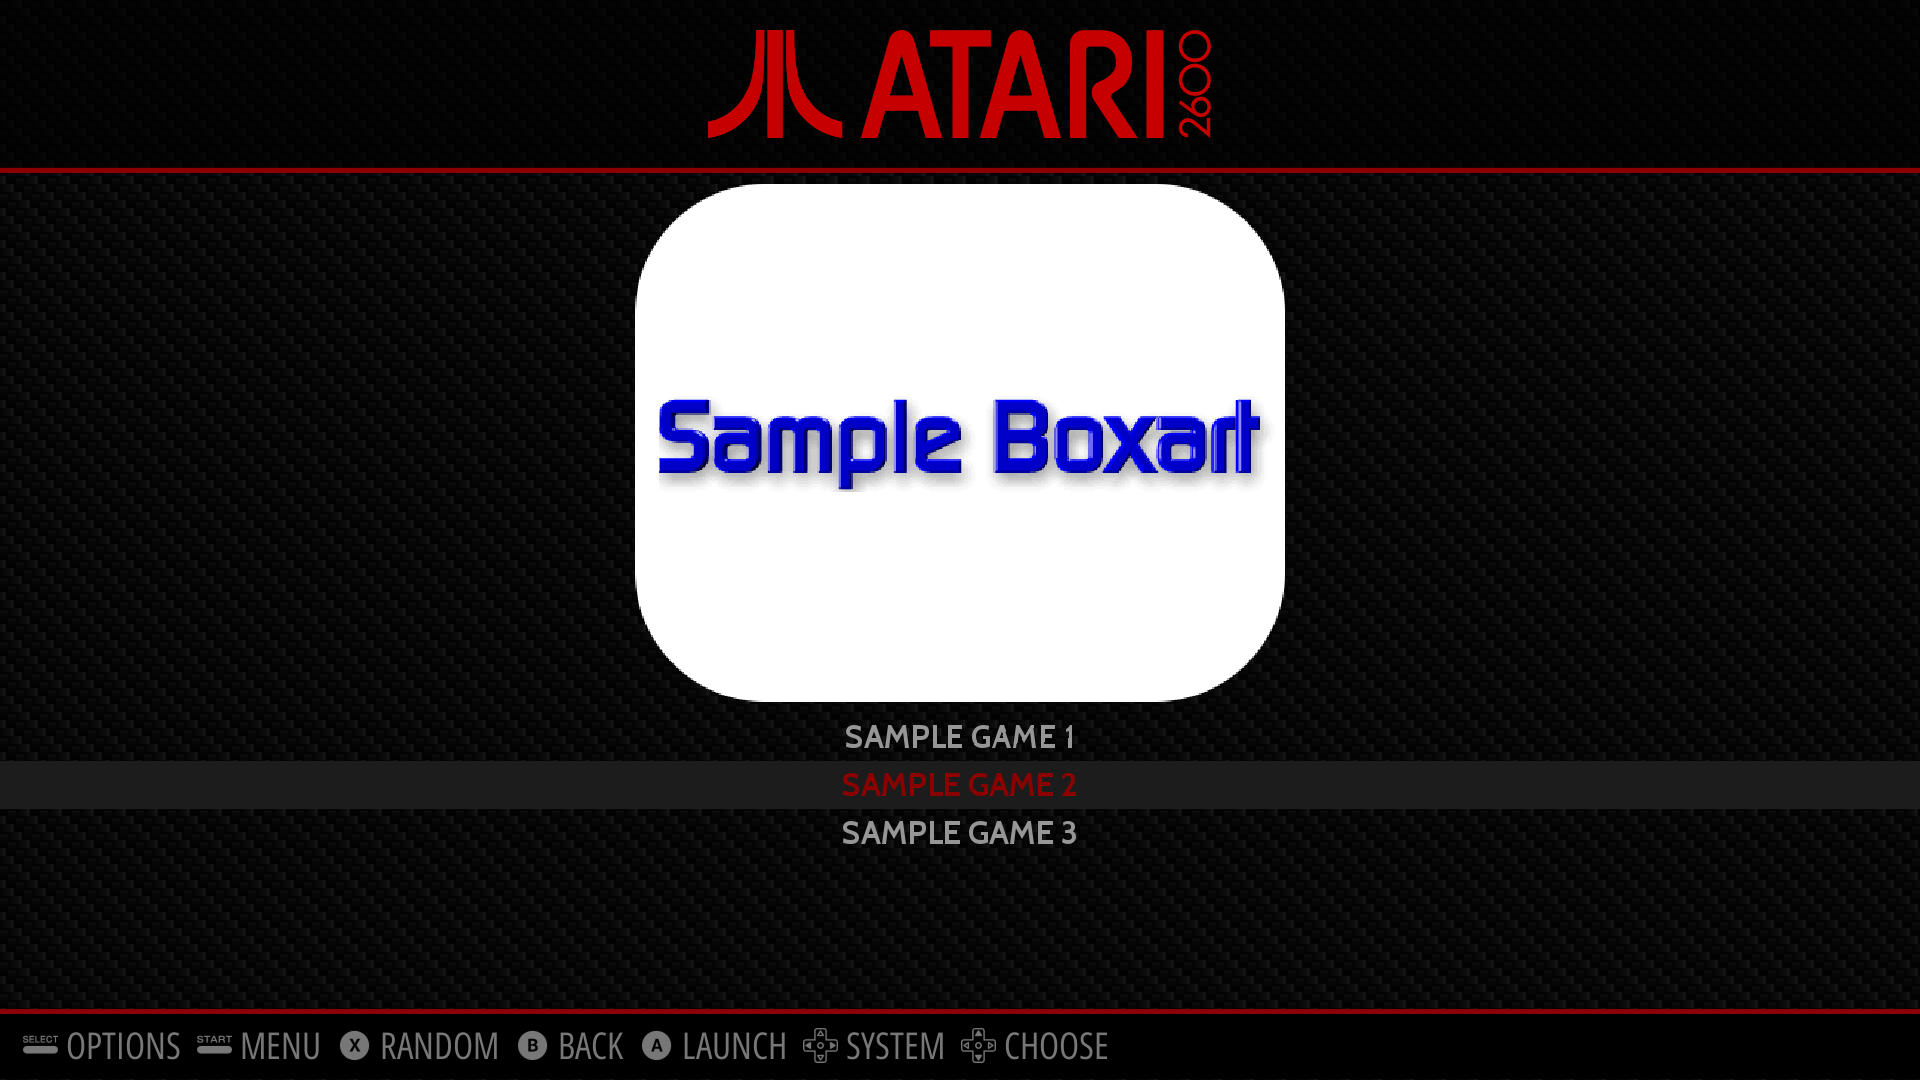 ATARI 2600
Sample Boxart
SAMPLE GAME 1
SAMPLE GAME 2
SAMPLE GAME 3
SELECT OPTIONS START MENU X RANDOM B BACK A LAUNCH SYSTEM CHOOSE